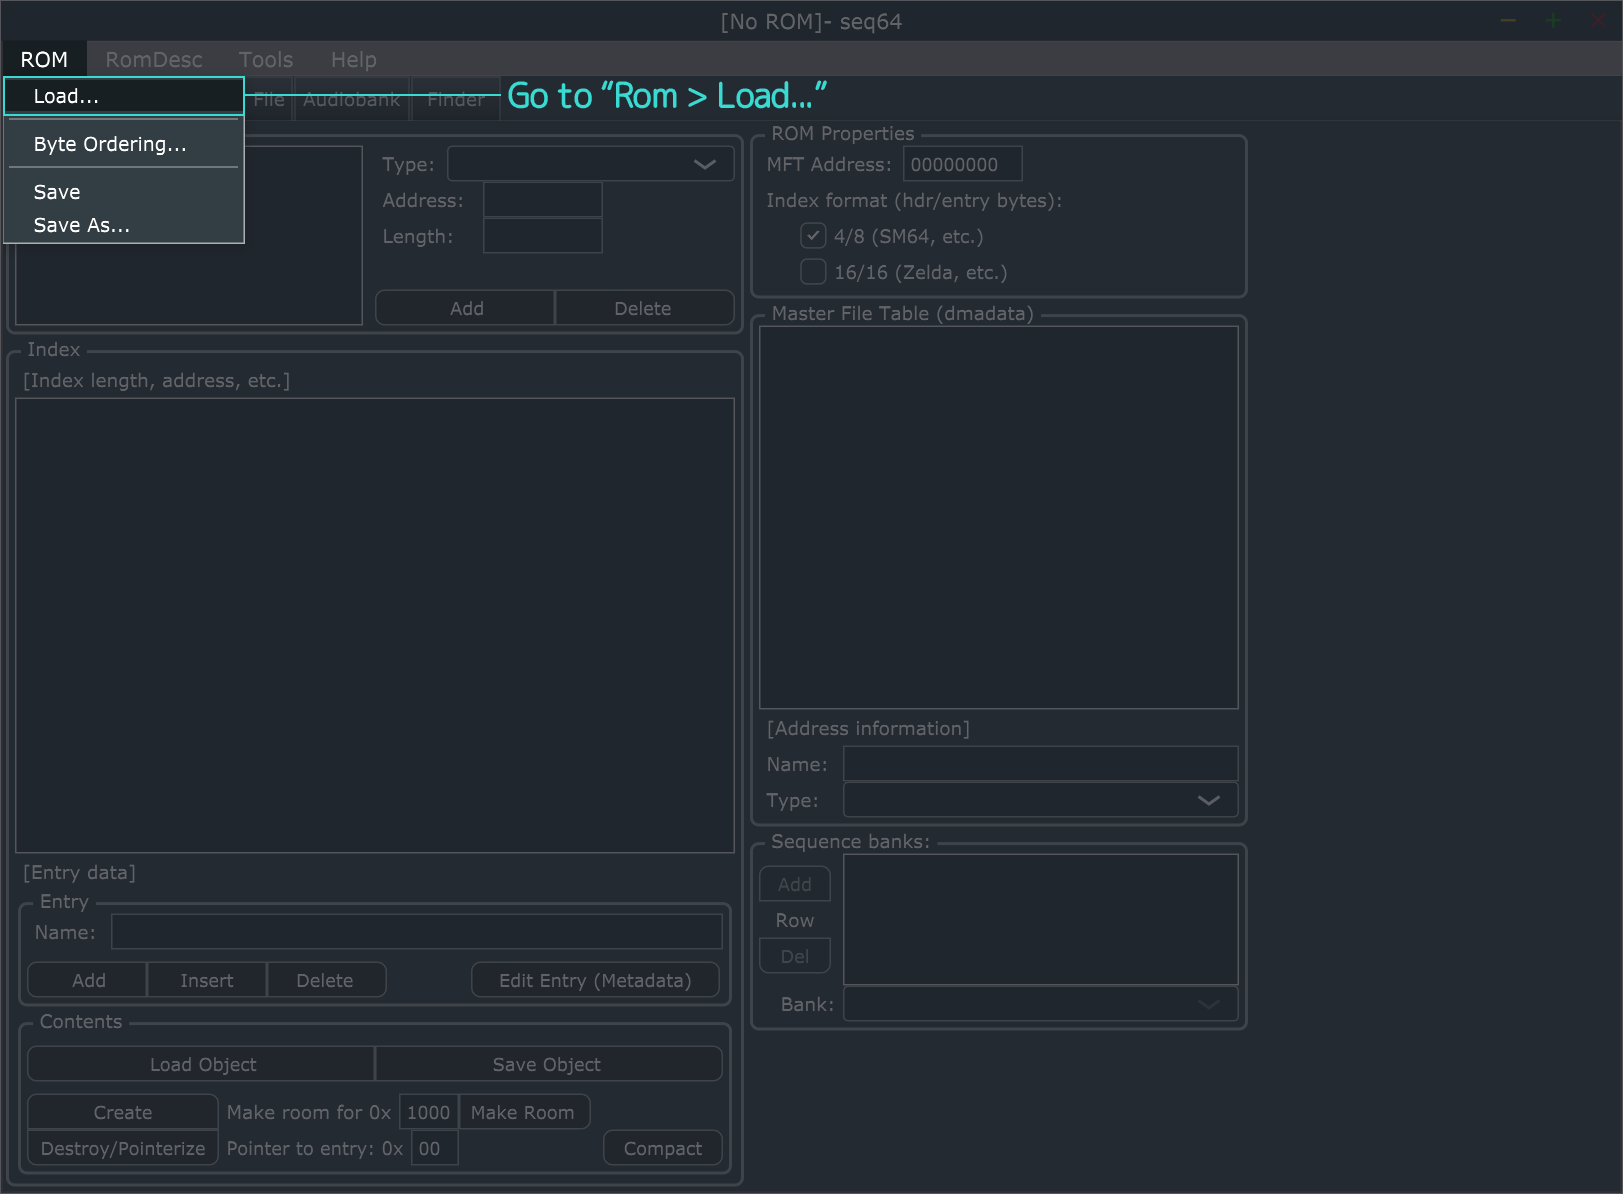 [No ROM]- seq64
ROM RomDesc Tools Help
Load...
File Audiobank Finder
Go to “Rom > Load...”
Byte Ordering...
Save
Save As...
Type:
Address:
Length:
Add Delete
ROM Properties
MFT Address: 00000000
Index format (hdr/entry bytes):
4/8 (SM64, etc.)
16/16 (Zelda, etc.)
Index
[Index length, address, etc.]
Master File Table (dmadata)
[Address information]
Name:
Type:
Sequence banks:
Add
Row
Del
Bank:
[Entry data]
Entry
Name:
Add Insert Delete Edit Entry (Metadata)
Contents
Load Object Save Object
Create Make room for 0x 1000 Make Room
Destroy/Pointerize Pointer to entry: 0x 00 Compact